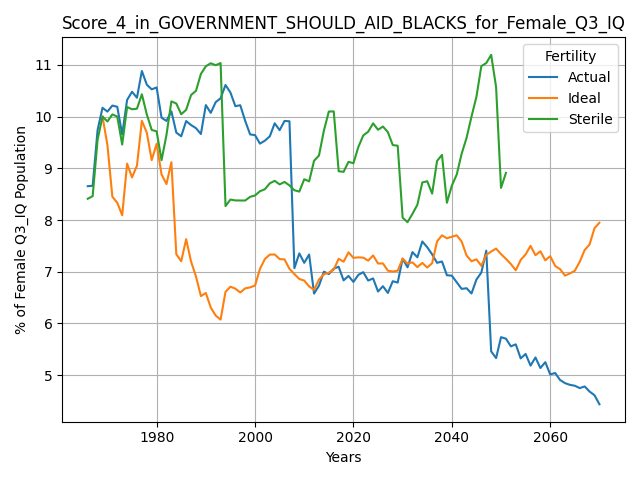 Score_4_in_GOVERNMENT_SHOULD_AID_BLACKS_for_Female_Q3_IQ
Fertility
Actual
Ideal
Sterile
% of Female Q3_IQ Population
11
10
9
8
7
6
5
1980 2000 2020 2040 2060
Years